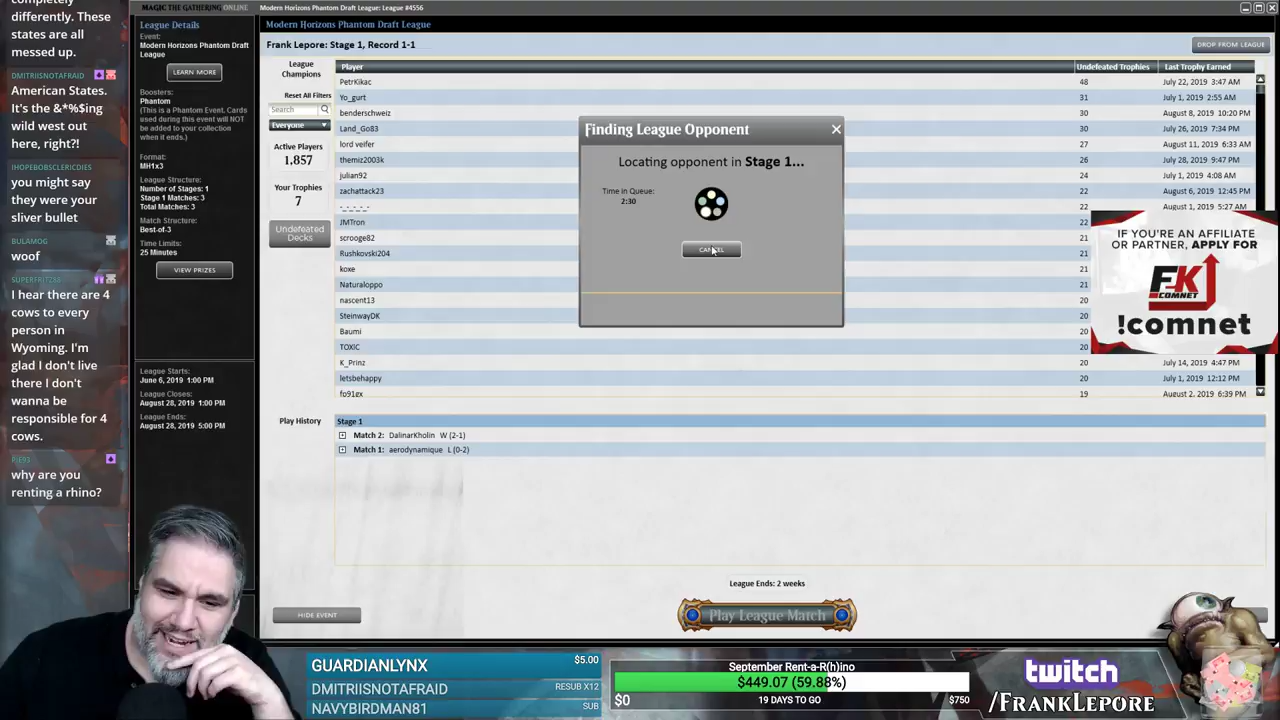 completely
differently. These
states are all
messed up.
DMITRIISNOTAFRAID
American States.
It's the &*%$ing
wild west out
here, right?!
IHOPEBOBSCLERICDIES
you might say
they were you
sliver bullet
BULAMOG
SUPERFRITZ88
I hear there are 4
cows to every
person in
Wyoming. I'm
glad I don't live
there I don't
wanna be
responsible for 4
cows.
why are you
renting a rhino?
MAGIC THE GATHERING ONLINE
Modern Horizons Phantom Draft League: League #4556
League Details
Event:
Modern Horizons Phantom Draft
League
LEARN MORE
Boosters:
Phantom
(This is a Phantom Event. Cards
used during this event will NOT
be added to your collection
when it ends.)
Format:
MH1x3
League Structure:
Number of Stages: 1
Stage 1 Matches: 3
Match Structure:
Best-of-3
Time Limits:
25 Minutes
VIEW PRIZES
League Starts:
June 6, 2019 1:00 PM
League Closes:
August 28, 2019 1:00 PM
League Ends:
August 28, 2019 5:00 PM
Modern Horizons Phantom Draft League
Frank Lepore: Stage 1, Record 1-1
DROP FROM LEAGUE
League
Champions
Reset All Filters
Search
Everyone
Active Players
1,857
Your Trophies
7
Undefeated
Decks
Player Undefeated Trophies Last Trophy Earned
PetrKikac 48 July 22, 2019 3:47 AM
Yo_gurt 31 July 1, 2019 2:55 AM
benderschweiz 30 August 8, 2019 10:20 PM
Land_Go83 30 July 26, 2019 7:34 PM
lord veifer 27 August 11, 2019 6:33 AM
themiz2003k 26 July 28, 2019 9:47 PM
julian92 24 July 1, 2019 4:08 AM
zachattack23 22 August 6, 2019 12:45 PM
-_-_-_-_- 22 August 1, 2019 5:27 AM
JMTron 22
scrooge82 21
Rushkovski204 21
koxe 21
Naturaloppo 21
nascent13 20
SteinwayDK 20
Baumi 20
TOXIC 20
K_Prinz 20 July 14, 2019 4:47 PM
letsbehappy 20 July 1, 2019 12:12 PM
fo91gx 19 August 2, 2019 6:39 PM
Finding League Opponent
Locating opponent in Stage 1...
Time in Queue:
2:30
CANCEL
IF YOU'RE AN AFFILIATE
OR PARTNER, APPLY FOR
COMNET
!comnet
Play History
Stage 1
Match 2: DalinarKholin W (2-1)
Match 1: aerodynamique L (0-2)
League Ends: 2 weeks
HIDE EVENT
Play League Match
GUARDIANLYNX $5.00
DMITRIISNOTAFRAID RESUB X12
NAVYBIRDMAN81 SUB
September Rent-a-R(h)ino
$449.07 (59.88%)
$0 19 DAYS TO GO $750
twitch
/FRANKLEPORE